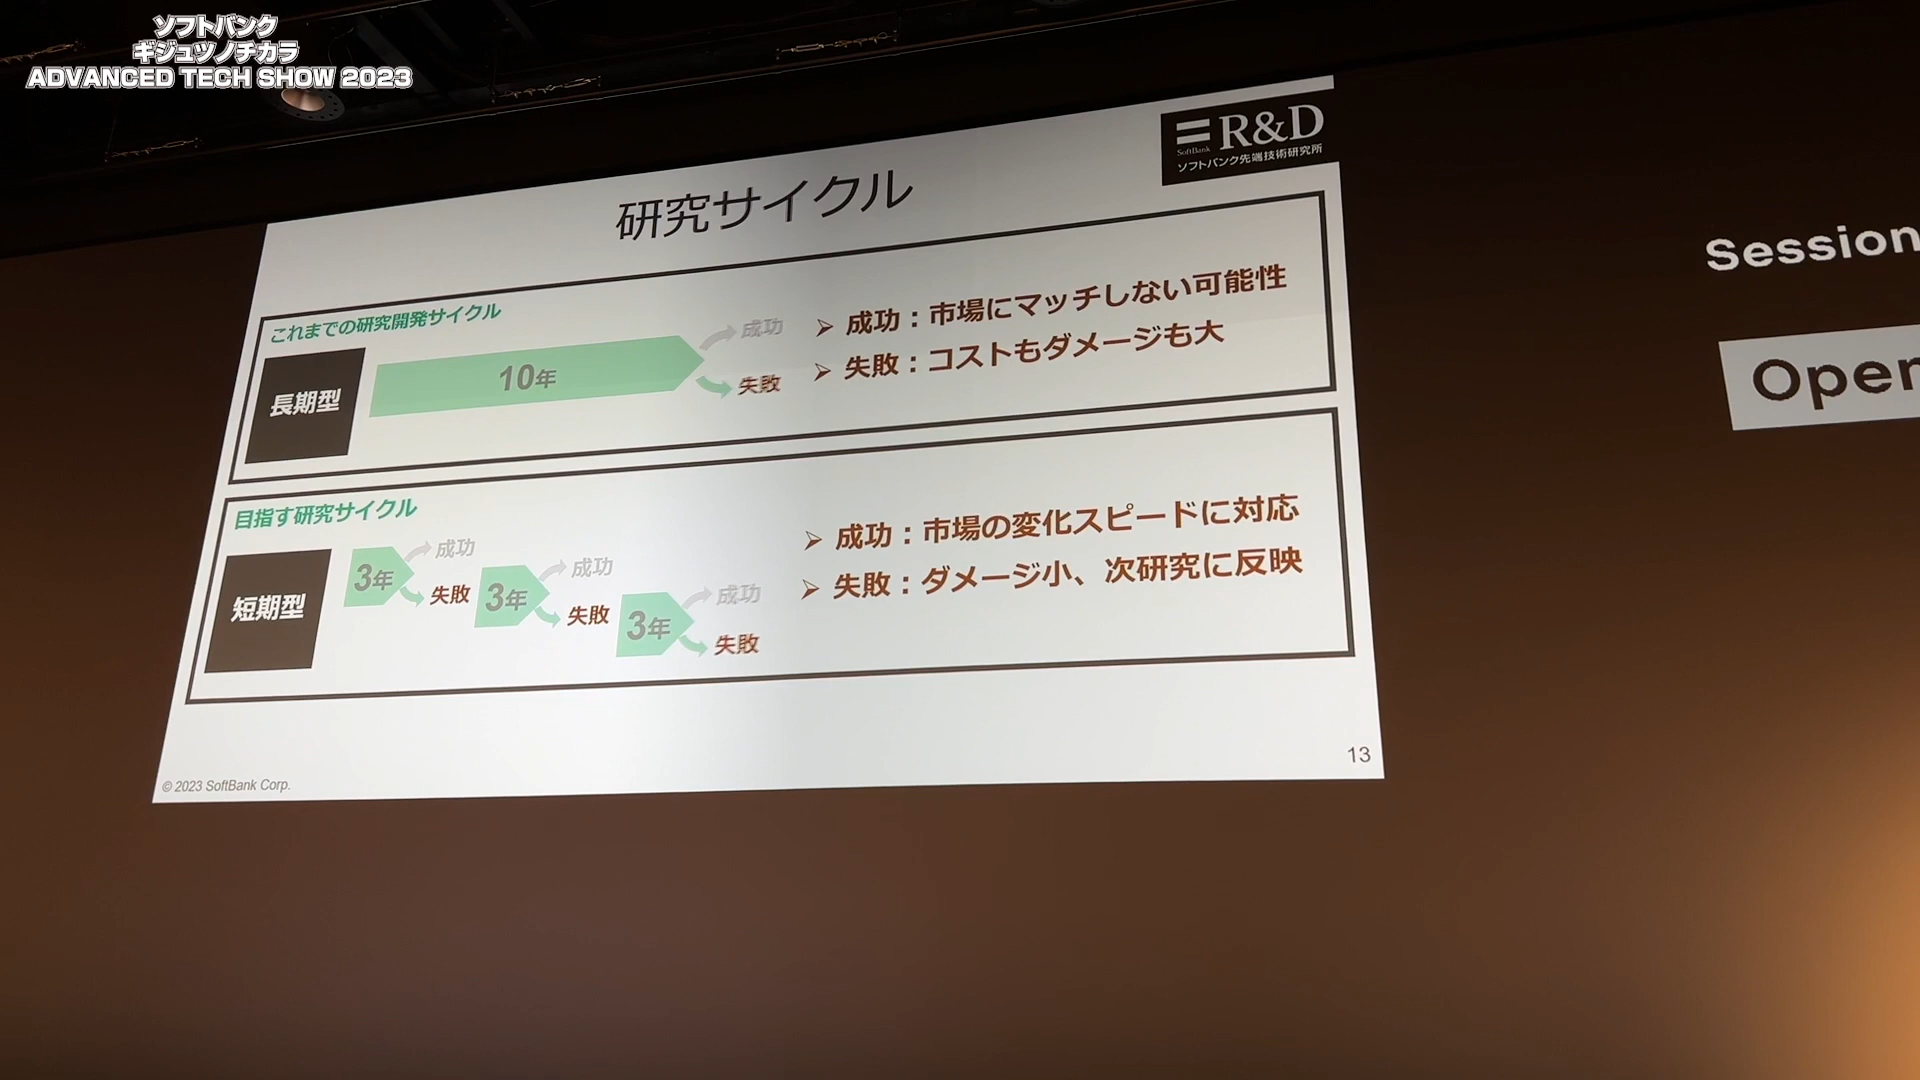 ソフトバンク
ギジュツノチカラ
ADVANCED TECH SHOW 2023
SoftBank
R&D
ソフトバンク先端技術研究所
研究サイクル
これまでの研究開発サイクル
長期型
10年
成功
失敗
➢ 成功：市場にマッチしない可能性
➢ 失敗：コストもダメージも大
目指す研究サイクル
短期型
3年
成功
失敗
3年
成功
失敗
3年
成功
失敗
➢ 成功：市場の変化スピードに対応
➢ 失敗：ダメージ小、次研究に反映
13
© 2023 SoftBank Corp.
Session
Open